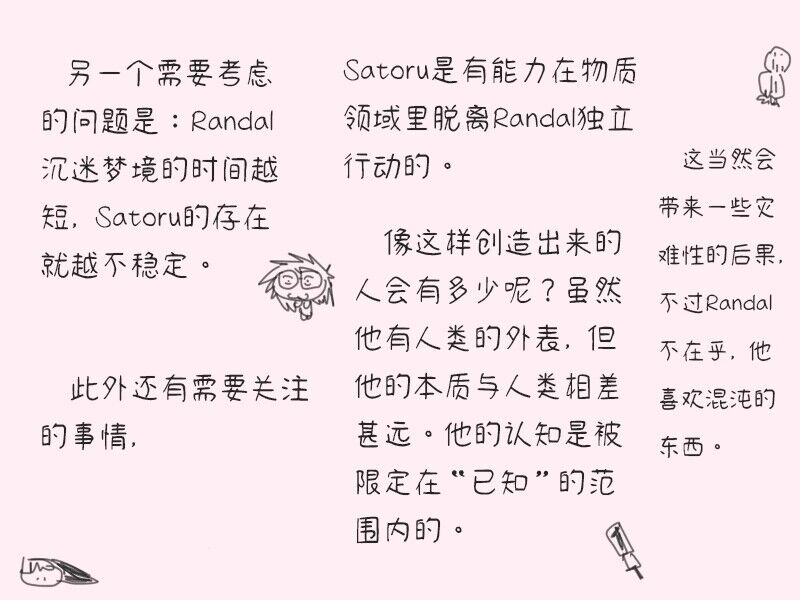 另一个需要考虑
的问题是：Randal
沉迷梦境的时间越
短，Satoru的存在
就越不稳定。
此外还有需要关注
的事情，
Satoru是有能力在物质
领域里脱离Randal独立
行动的。
像这样创造出来的
人会有多少呢？虽然
他有人类的外表，但
他的本质与人类相差
甚远。他的认知是被
限定在“已知”的范
围内的。
这当然会
带来一些灾
难性的后果，
不过Randal
不在乎，他
喜欢混沌的
东西。
1